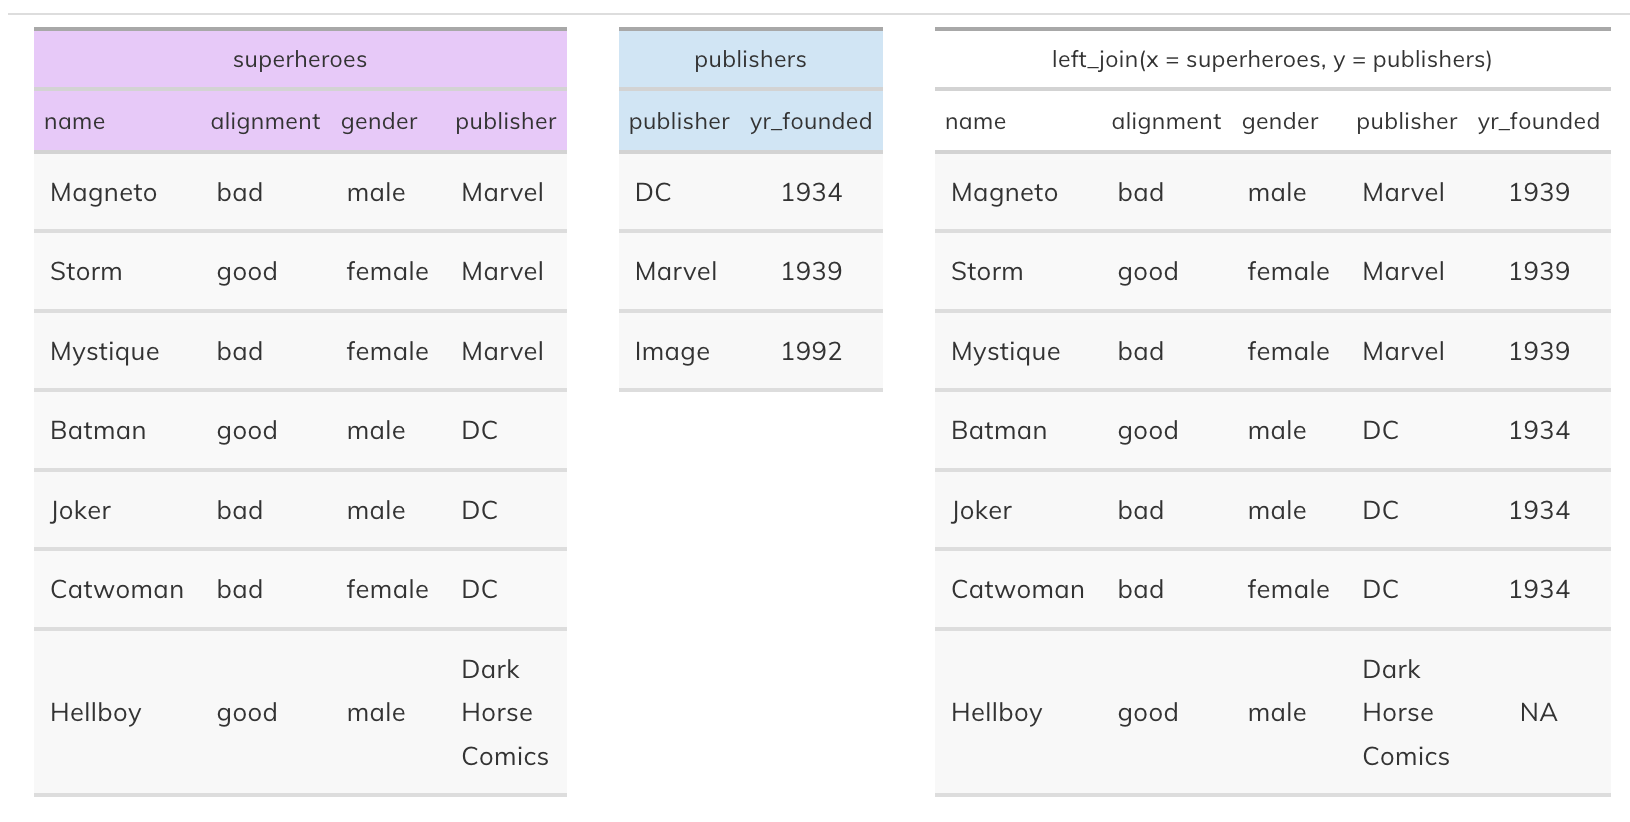 superheroes
name alignment gender publisher
Magneto bad male Marvel
Storm good female Marvel
Mystique bad female Marvel
Batman good male DC
Joker bad male DC
Catwoman bad female DC
Hellboy good male Dark
Horse
Comics
publishers
publisher yr_founded
DC 1934
Marvel 1939
Image 1992
left_join(x = superheroes, y = publishers)
name alignment gender publisher yr_founded
Magneto bad male Marvel 1939
Storm good female Marvel 1939
Mystique bad female Marvel 1939
Batman good male DC 1934
Joker bad male DC 1934
Catwoman bad female DC 1934
Hellboy good male Dark
Horse
Comics NA